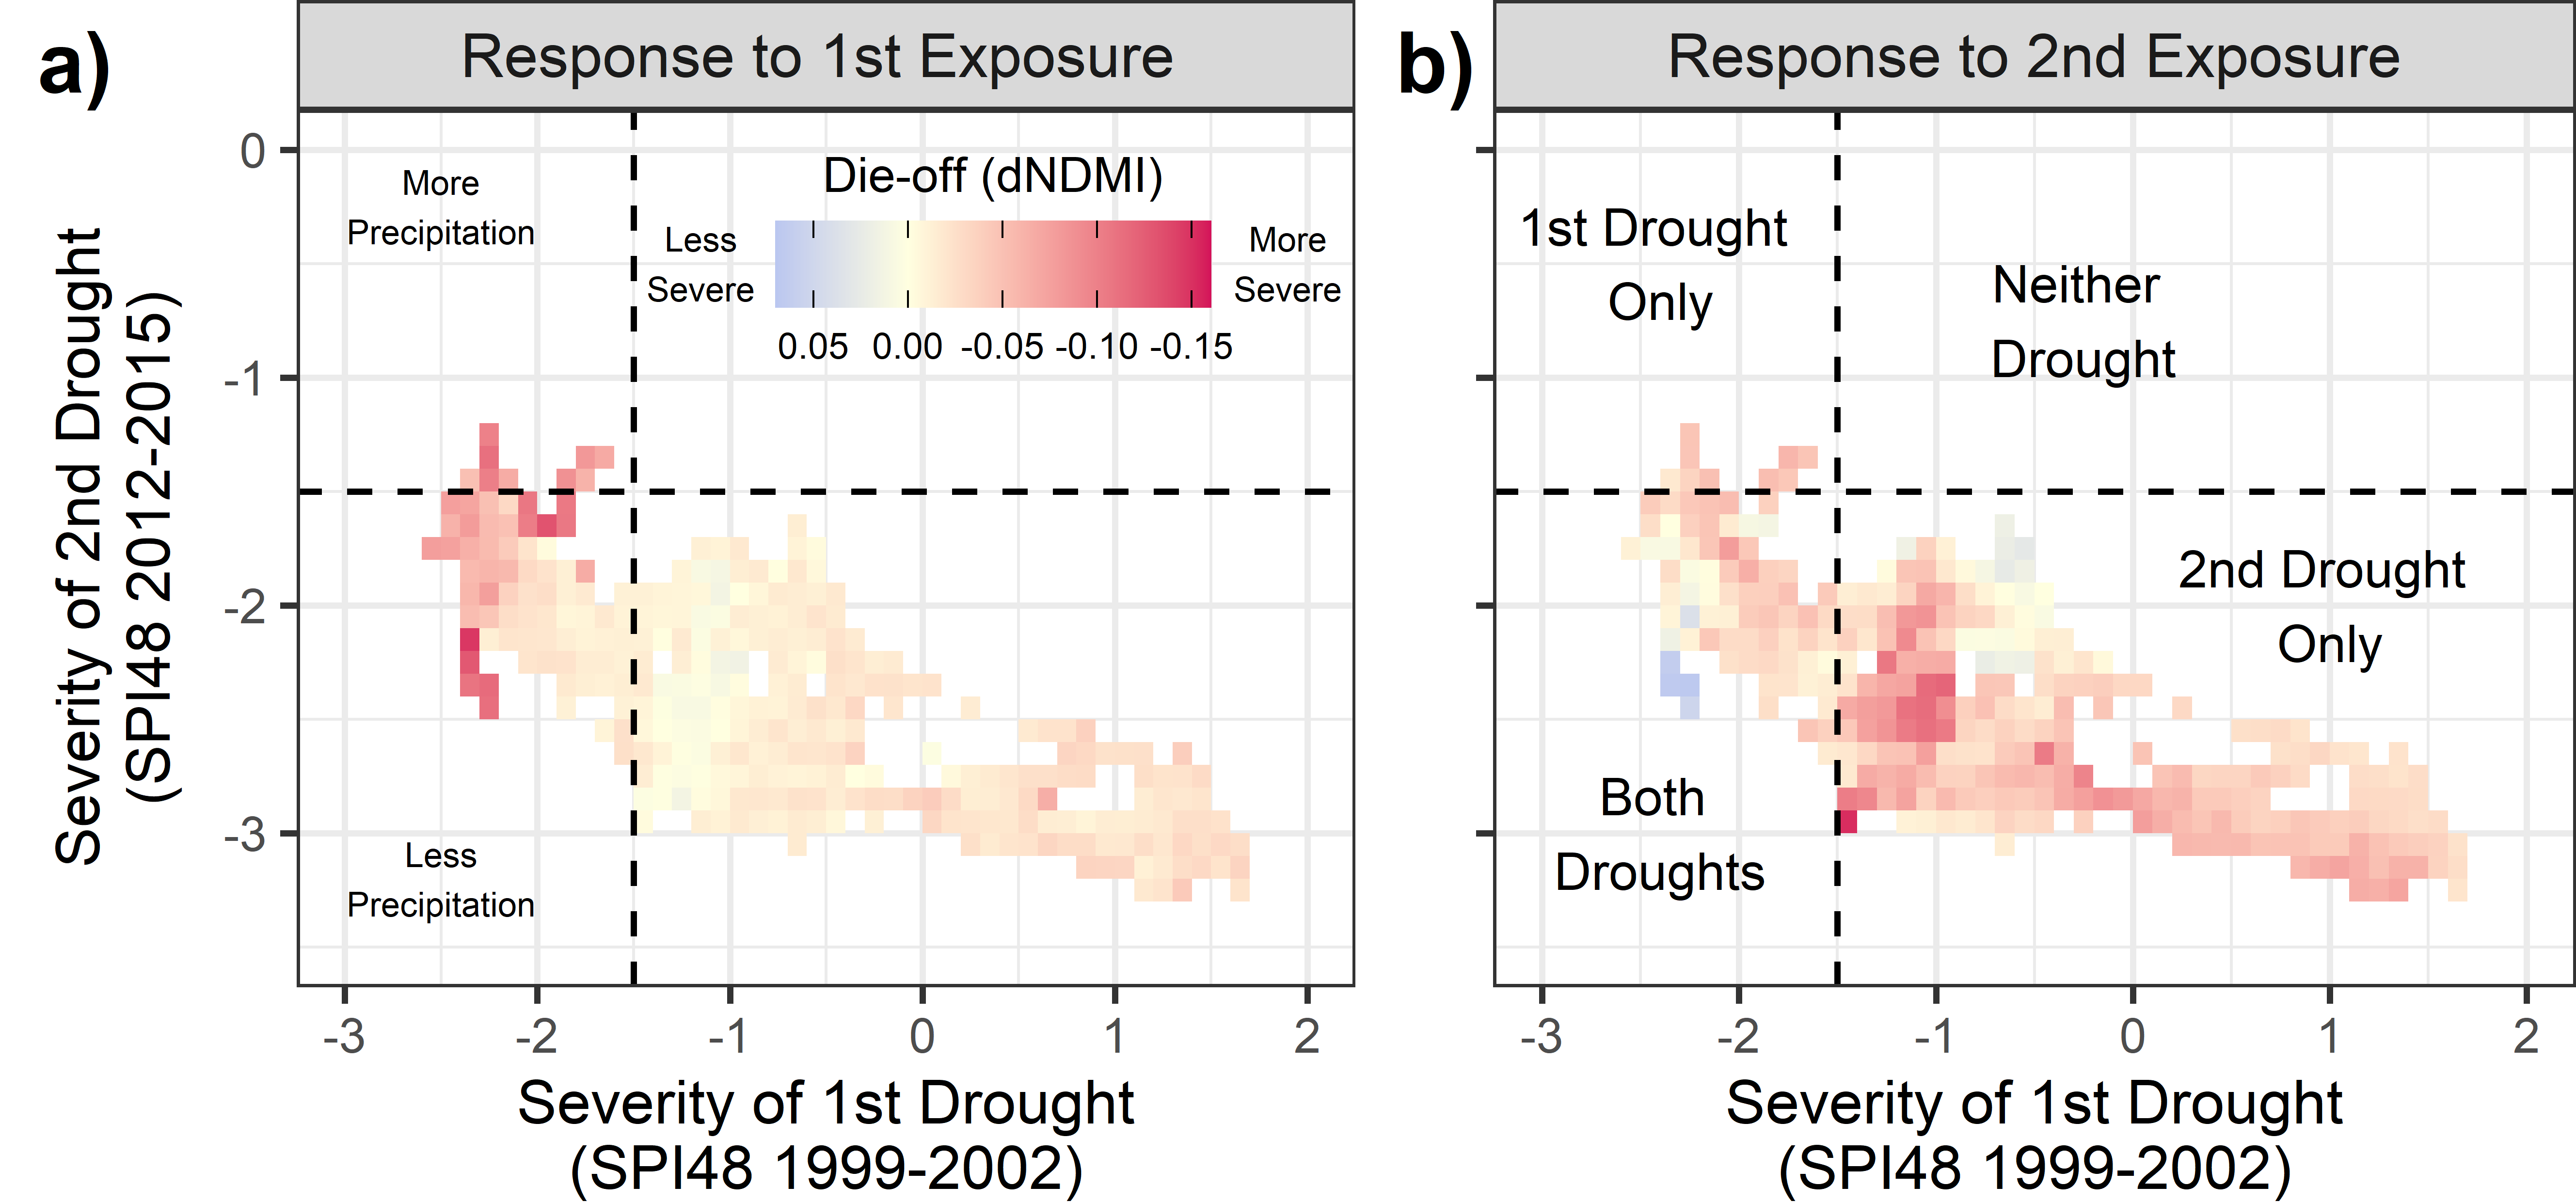 a)
Response to 1st Exposure
Severity of 2nd Drought
(SPI48 2012-2015)
0
-1
-2
-3
More
Precipitation
Die-off (dNDMI)
Less
Severe
More
Severe
0.05 0.00 -0.05 -0.10 -0.15
Less
Precipitation
-3 -2 -1 0 1 2
Severity of 1st Drought
(SPI48 1999-2002)
b)
Response to 2nd Exposure
1st Drought
Only
Neither
Drought
2nd Drought
Only
Both
Droughts
-3 -2 -1 0 1 2
Severity of 1st Drought
(SPI48 1999-2002)